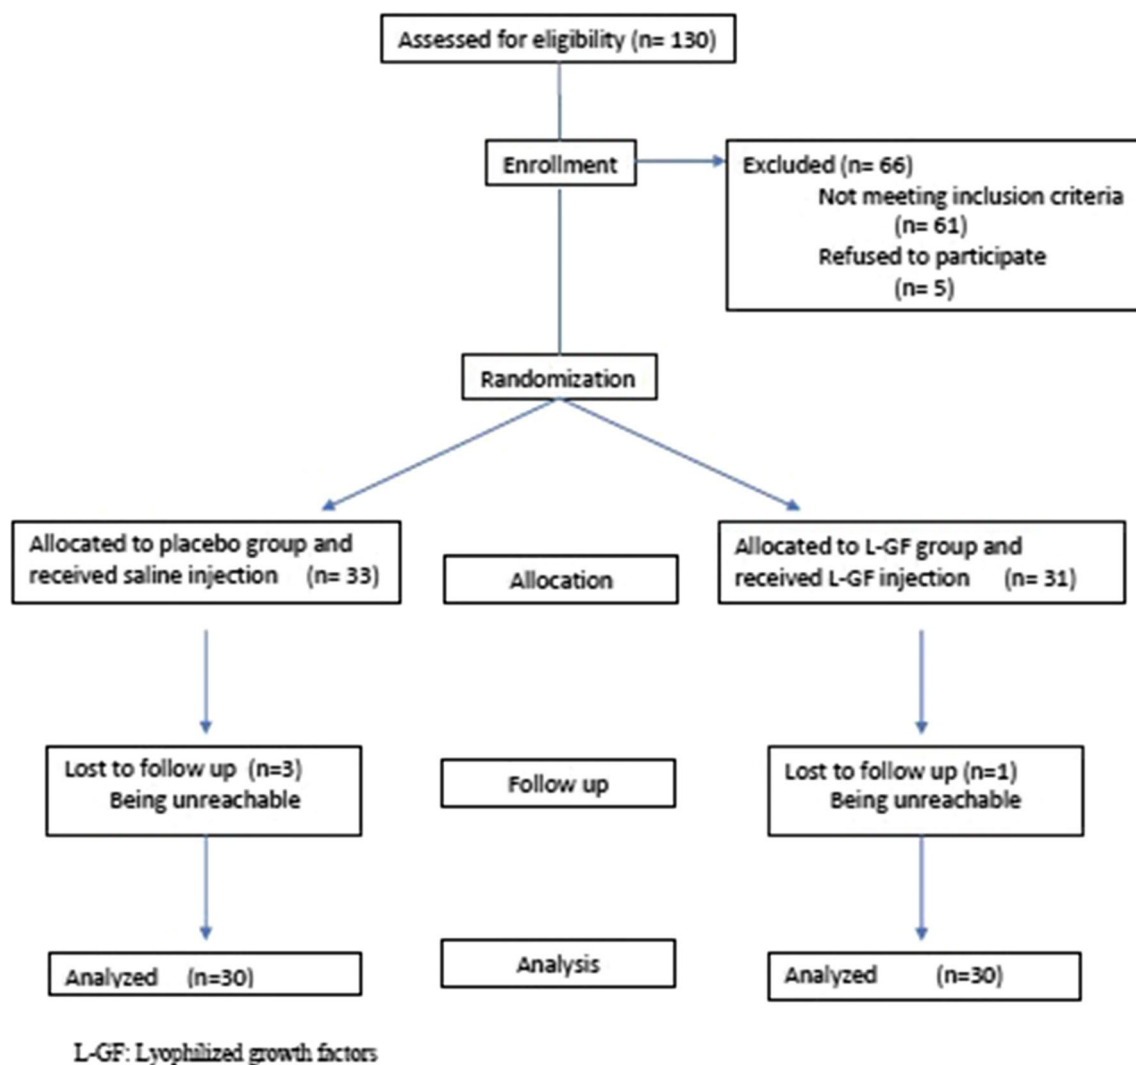 Assessed for eligibility (n= 130)
Enrollment
Excluded (n= 66)
Not meeting inclusion criteria
(n= 61)
Refused to participate
(n= 5)
Randomization
Allocated to placebo group and
received saline injection (n= 33)
Allocation
Allocated to L-GF group and
received L-GF injection (n= 31)
Lost to follow up (n=3)
Being unreachable
Follow up
Lost to follow up (n=1)
Being unreachable
Analyzed (n=30)
Analysis
Analyzed (n=30)
L-GF: Lyophilized growth factors